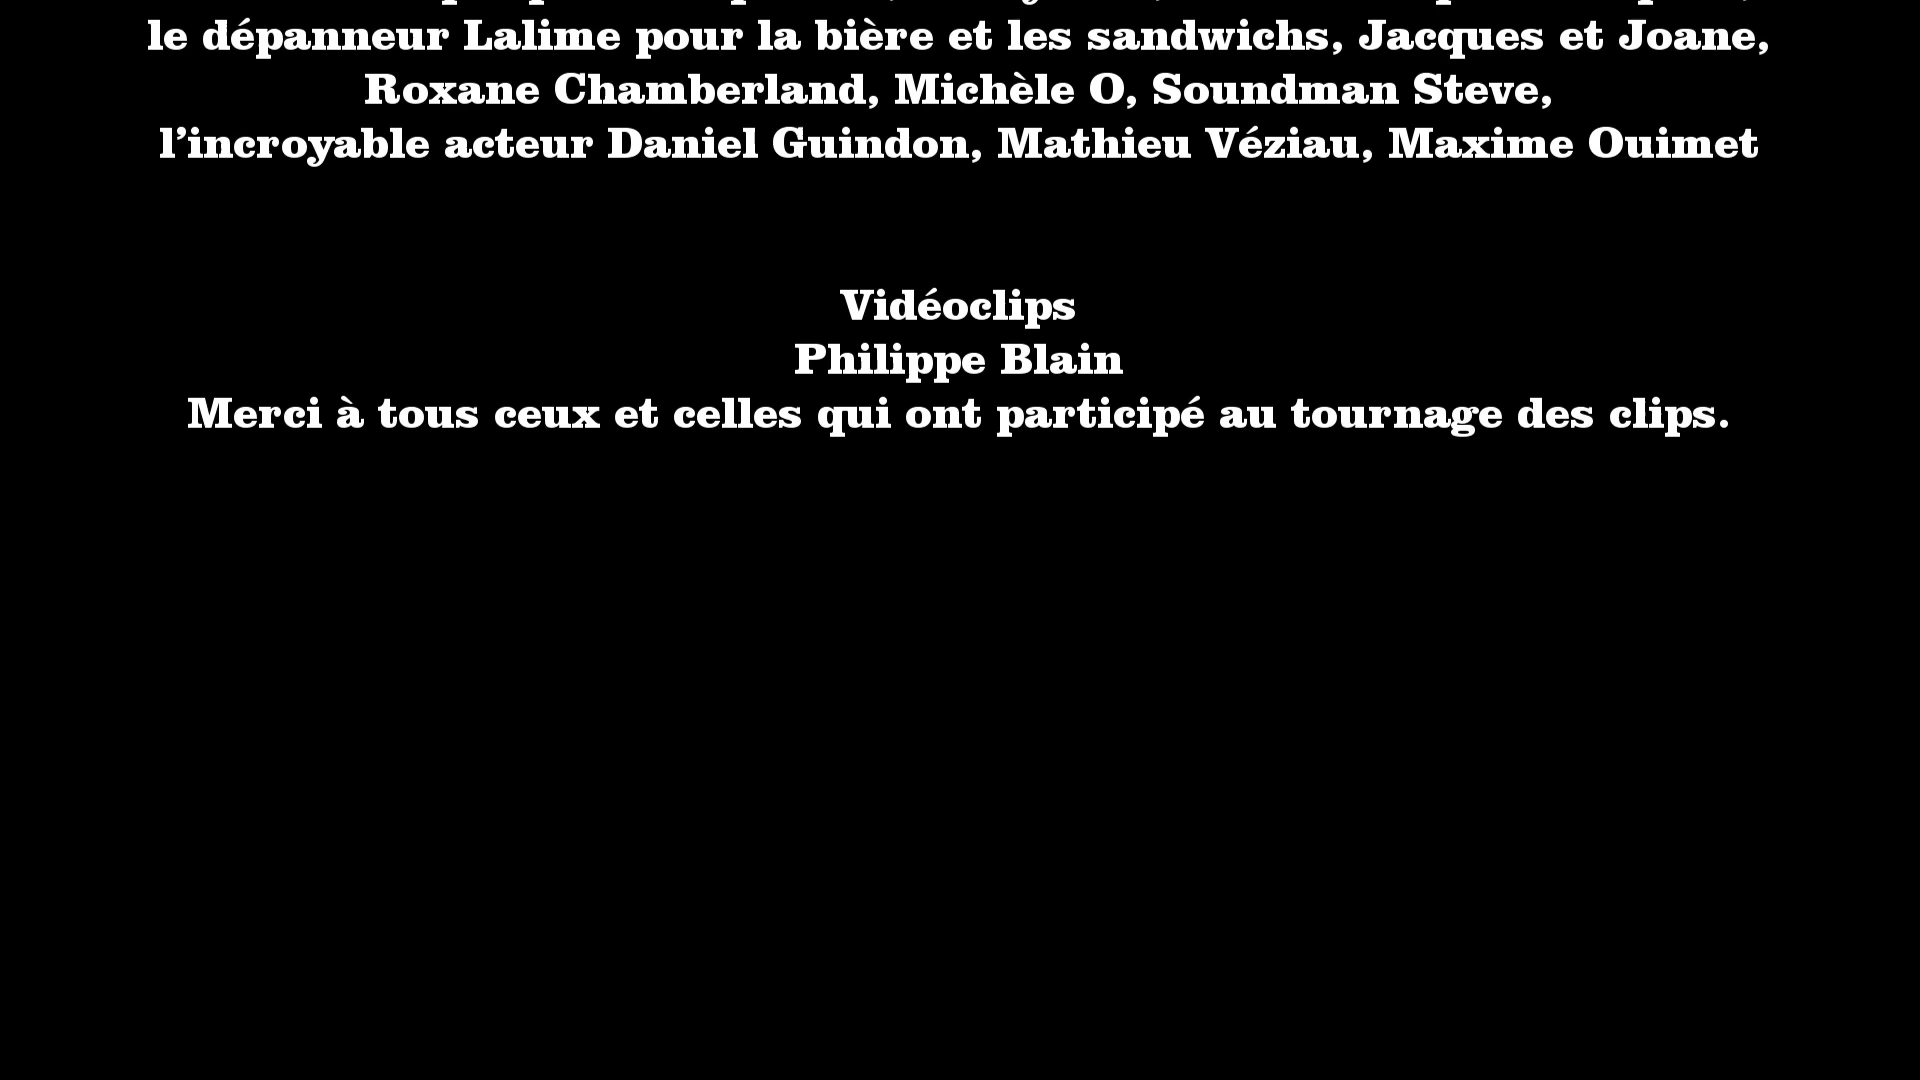 le dépanneur Lalime pour la bière et les sandwichs, Jacques et Joane,
Roxane Chamberland, Michèle O, Soundman Steve,
l’incroyable acteur Daniel Guindon, Mathieu Véziau, Maxime Ouimet
Vidéoclips
Philippe Blain
Merci à tous ceux et celles qui ont participé au tournage des clips.